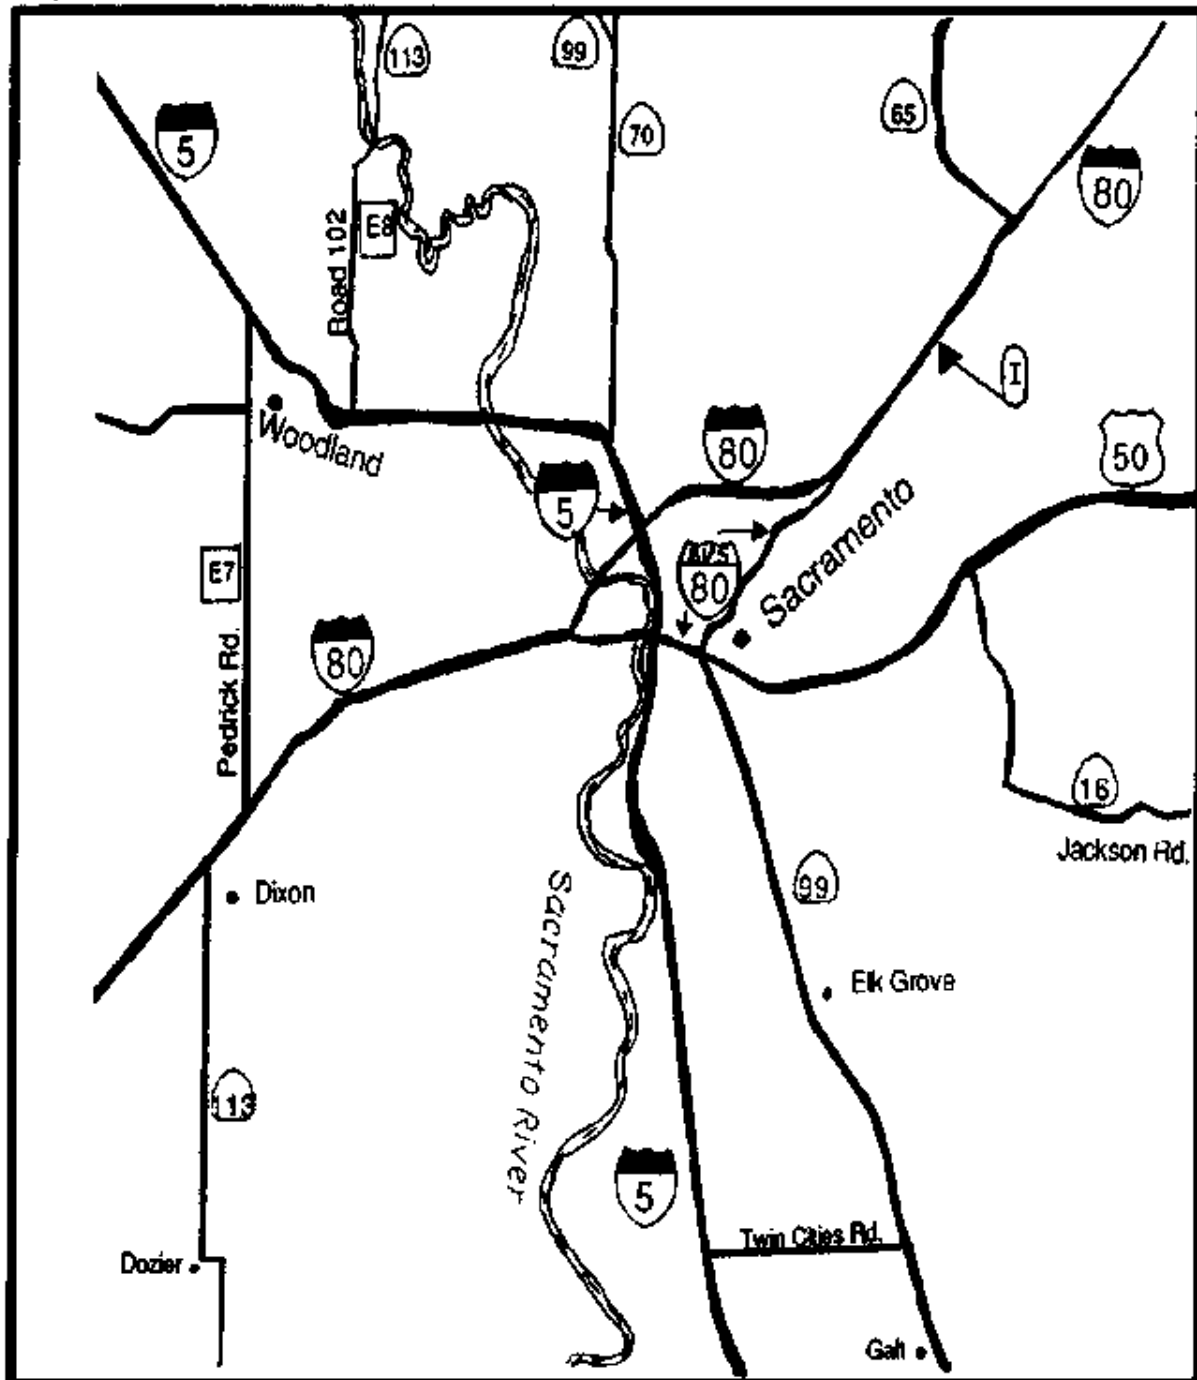 113
99
5
70
65
80
E8
Road 102
I
Woodland
80
50
5
BUS
80
Sacramento
E7
Pedrick Rd.
80
16
Jackson Rd.
Dixon
99
Sacramento River
Elk Grove
113
5
Twin Cities Rd.
Dozier
Galt